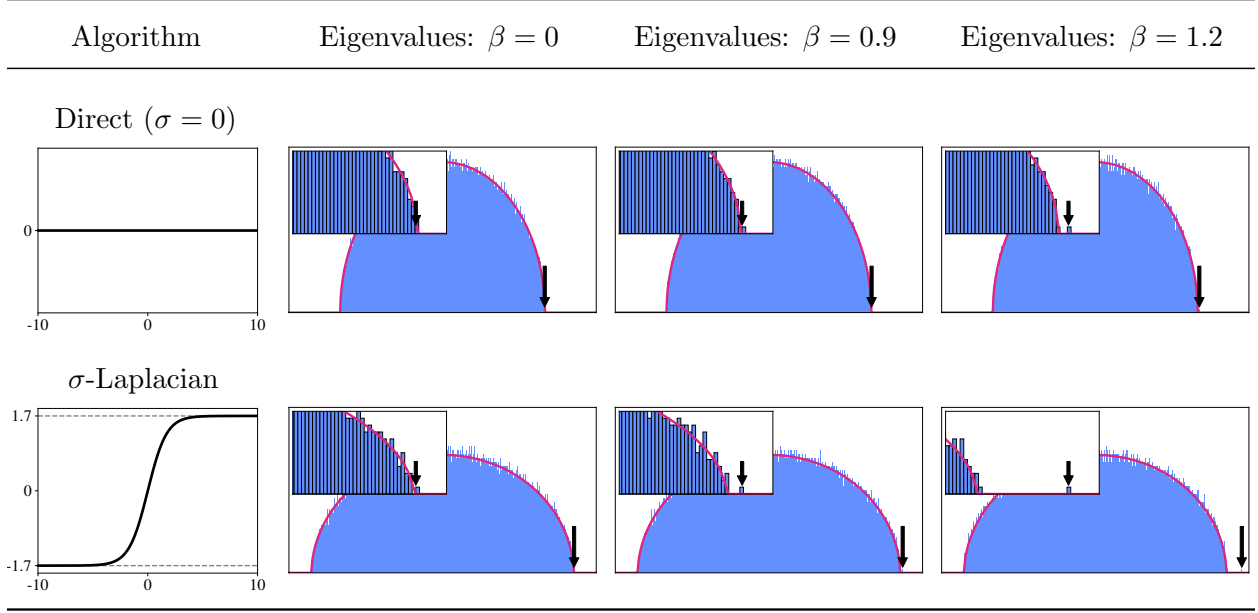 Algorithm Eigenvalues: β = 0 Eigenvalues: β = 0.9 Eigenvalues: β = 1.2
Direct (σ = 0)
0
-10 0 10
σ-Laplacian
1.7
0
-1.7
-10 0 10